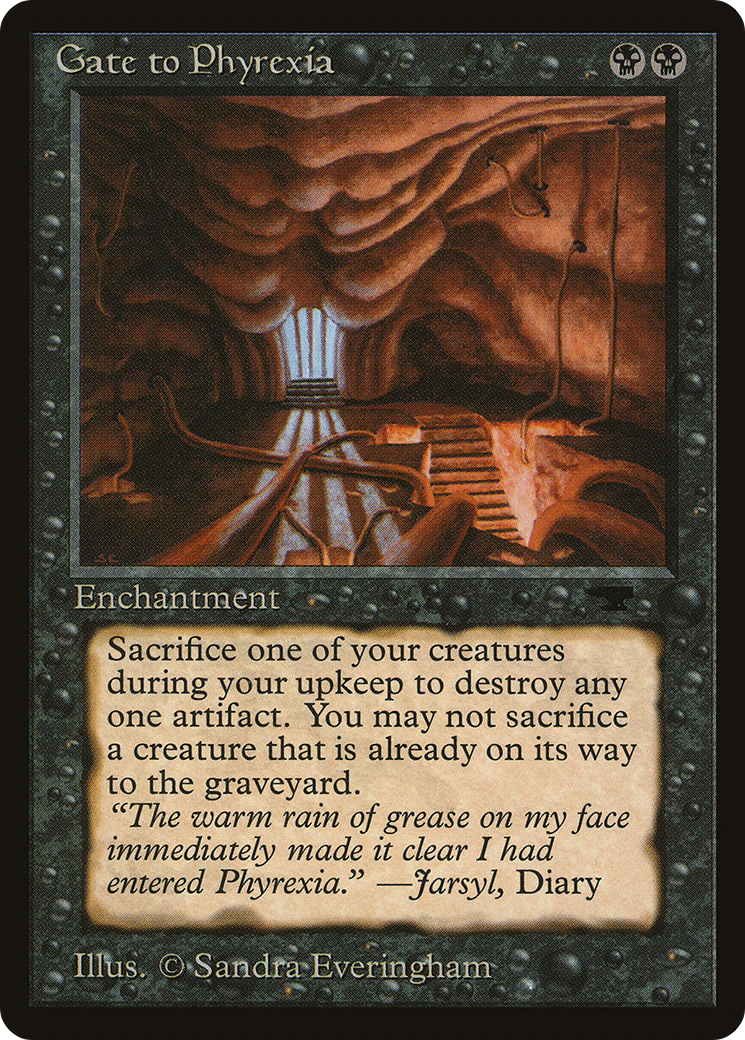 Gate to Phyrexia
Enchantment
Sacrifice one of your creatures
during your upkeep to destroy any
one artifact. You may not sacrifice
a creature that is already on its way
to the graveyard.
“The warm rain of grease on my face
immediately made it clear I had
entered Phyrexia.” —Jarsyl, Diary
Illus. © Sandra Everingham